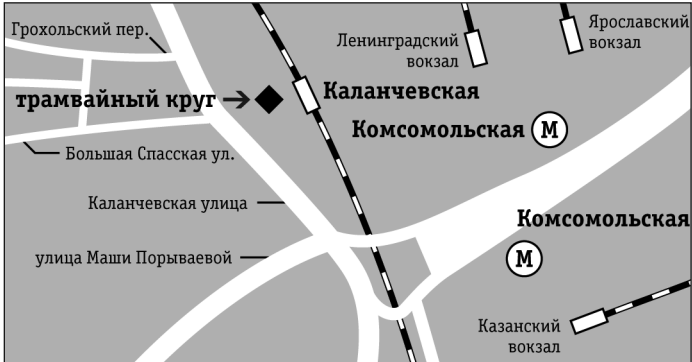 Грохольский пер.
Ленинградский
вокзал
Ярославский
вокзал
трамвайный круг
Каланчевская
Комсомольская М
Большая Спасская ул.
Каланчевская улица
Комсомольская
М
улица Маши Порываевой
Казанский
вокзал